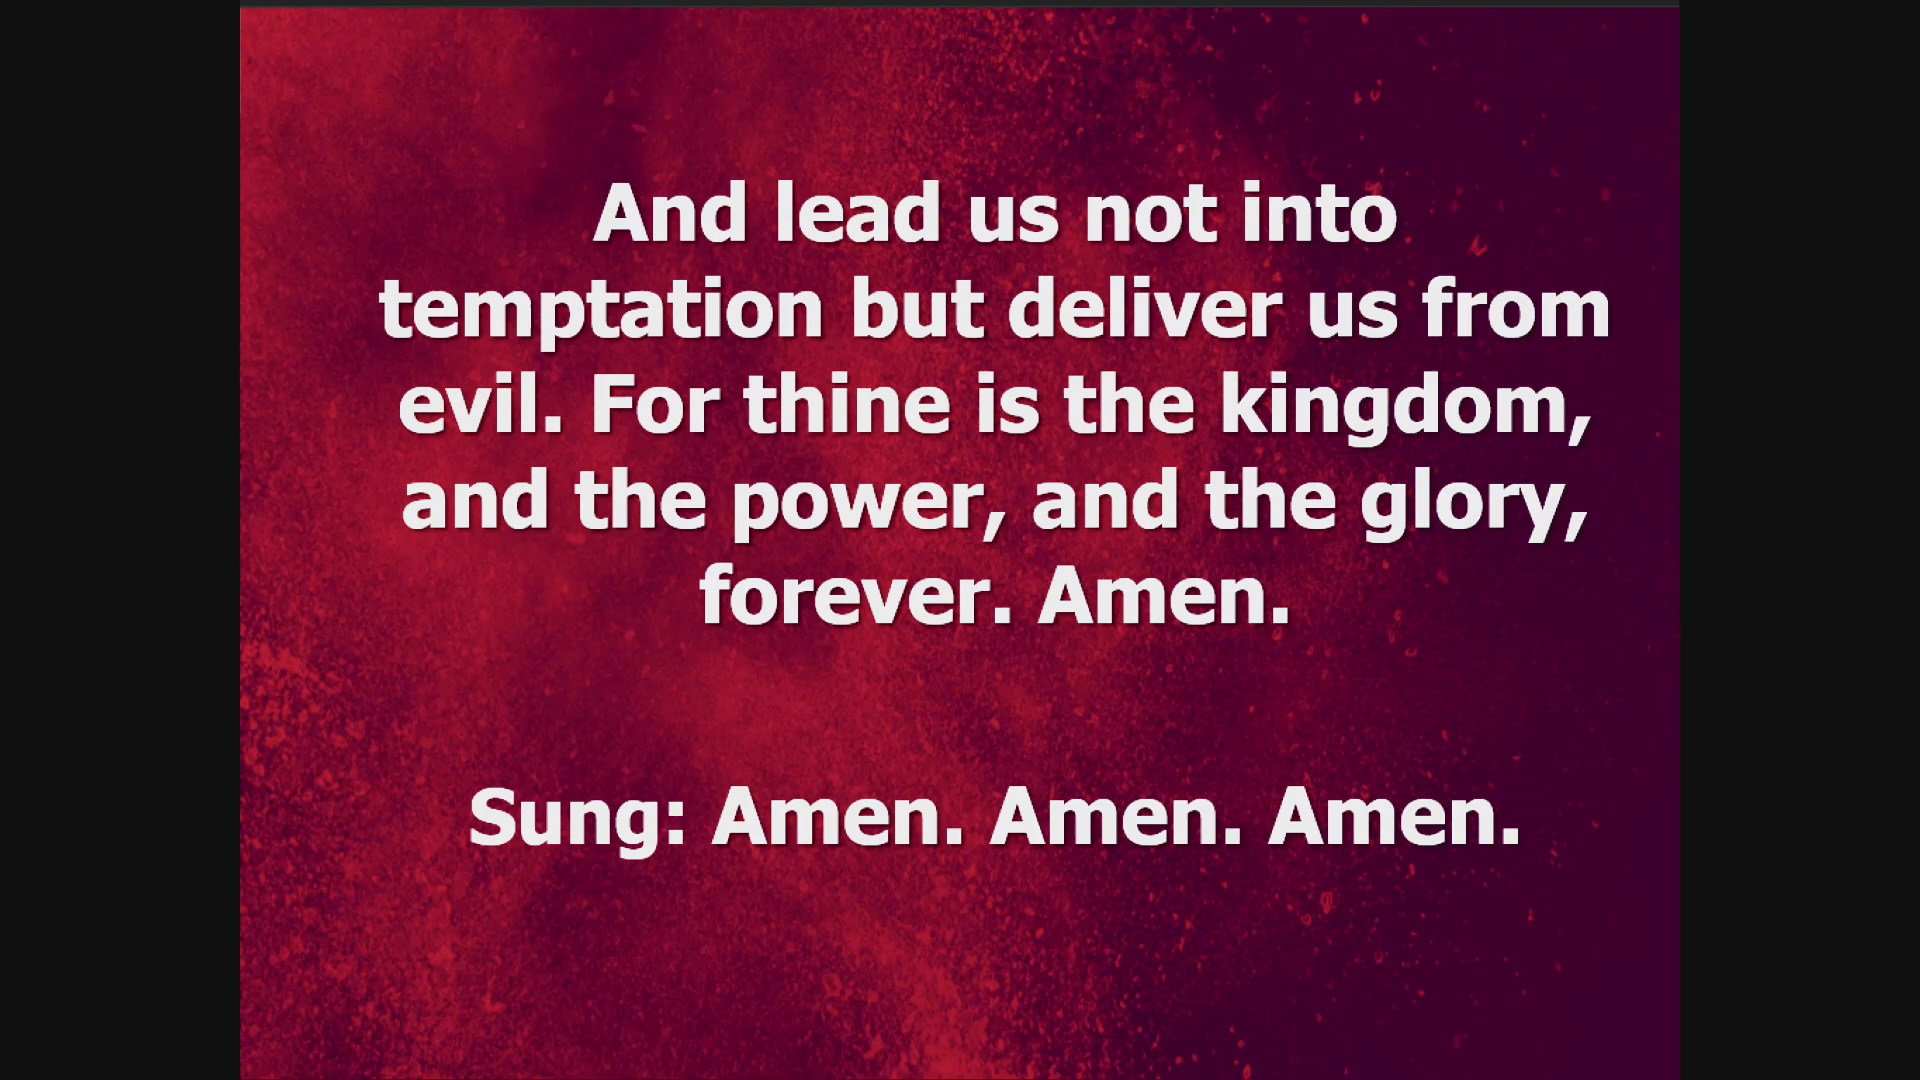 And lead us not into
temptation but deliver us from
evil. For thine is the kingdom,
and the power, and the glory,
forever. Amen.
Sung: Amen. Amen. Amen.